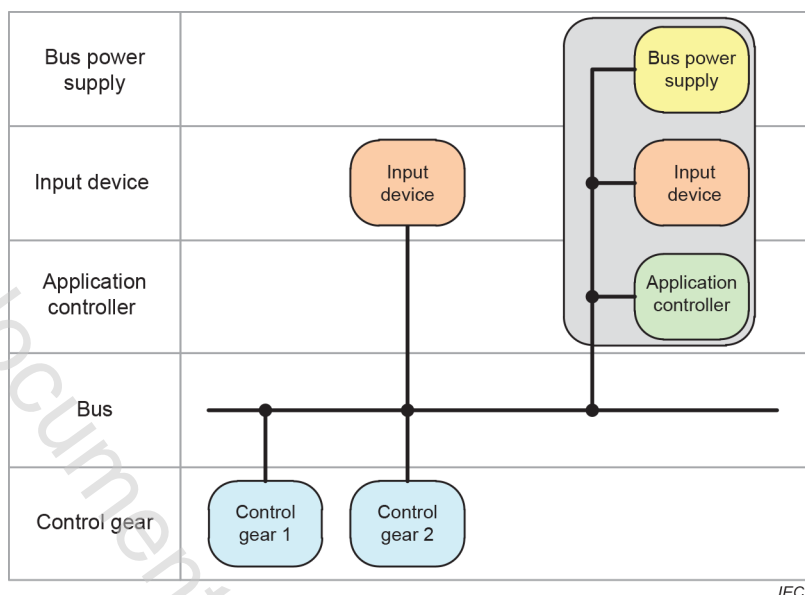 Bus power
supply
Bus power
supply
Input device
Input
device
Input
device
Application
controller
Application
controller
Bus
Control gear
Control
gear 1
Control
gear 2
document
IEC